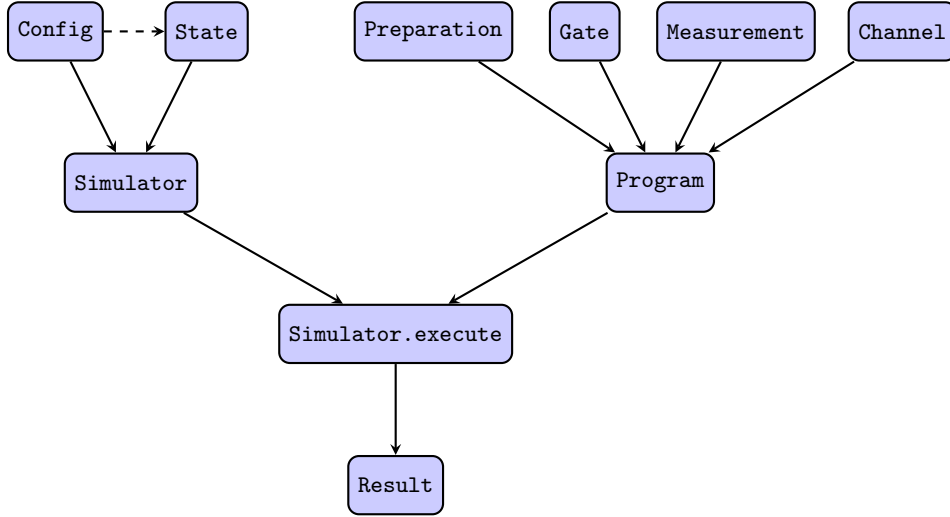 Config
State
Preparation
Gate
Measurement
Channel
Simulator
Program
Simulator.execute
Result